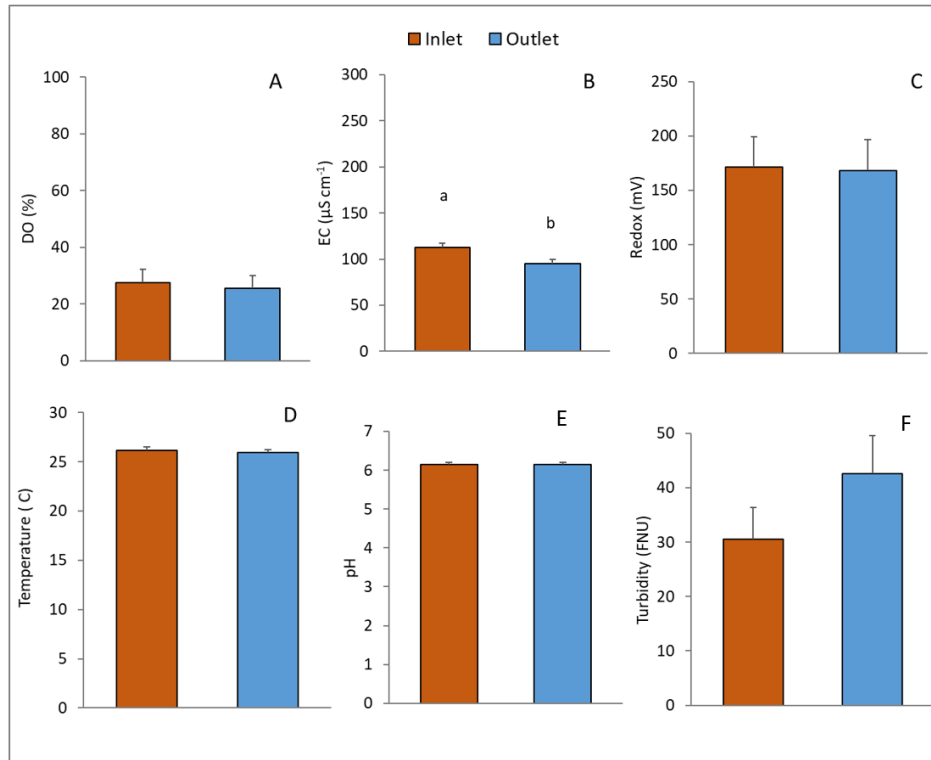 Inlet Outlet
A
100
80
60
40
20
0
DO (%)
B
300
250
200
150
100
50
0
EC (µS cm⁻¹)
a
b
C
250
200
150
100
50
0
Redox (mV)
D
30
25
20
15
10
5
0
Temperature ( C)
E
7
6
5
4
3
2
1
0
pH
F
50
40
30
20
10
0
Turbidity (FNU)